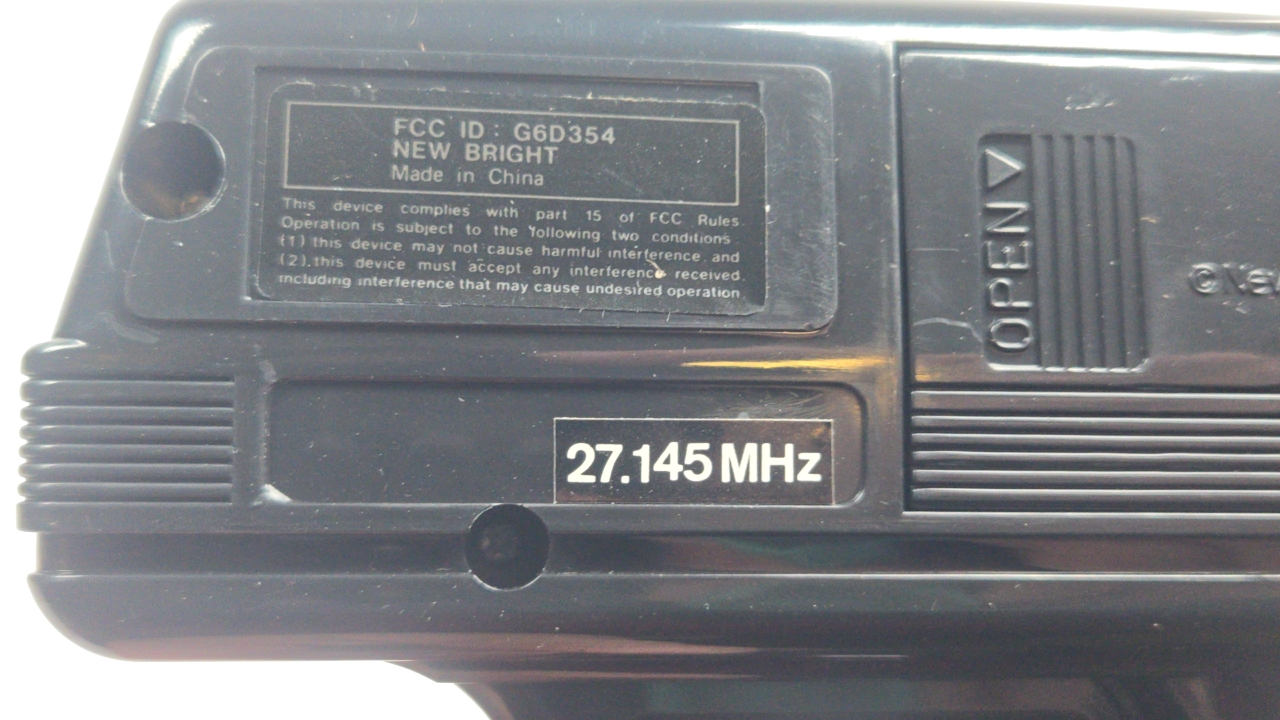 FCC ID: G6D354
NEW BRIGHT
Made in China
This device complies with part 15 of FCC Rules
Operation is subject to the following two conditions
(1) this device may not cause harmful interference and
(2).this device must accept any interference received
including interference that may cause undesired operation
27.145 MHz
OPEN
©New